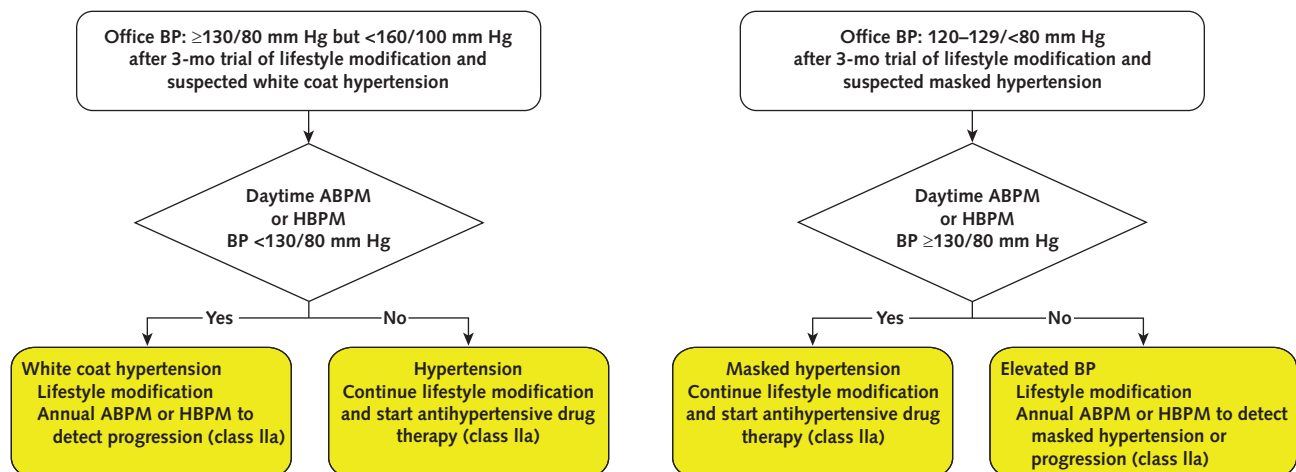 Office BP: ≥130/80 mm Hg but <160/100 mm Hg
after 3-mo trial of lifestyle modification and
suspected white coat hypertension
Daytime ABPM
or HBPM
BP <130/80 mm Hg
Yes
No
White coat hypertension
Lifestyle modification
Annual ABPM or HBPM to
detect progression (class lla)
Hypertension
Continue lifestyle modification
and start antihypertensive drug
therapy (class lla)
Office BP: 120–129/<80 mm Hg
after 3-mo trial of lifestyle modification and
suspected masked hypertension
Daytime ABPM
or HBPM
BP ≥130/80 mm Hg
Yes
No
Masked hypertension
Continue lifestyle modification
and start antihypertensive drug
therapy (class lla)
Elevated BP
Lifestyle modification
Annual ABPM or HBPM to detect
masked hypertension or
progression (class lla)